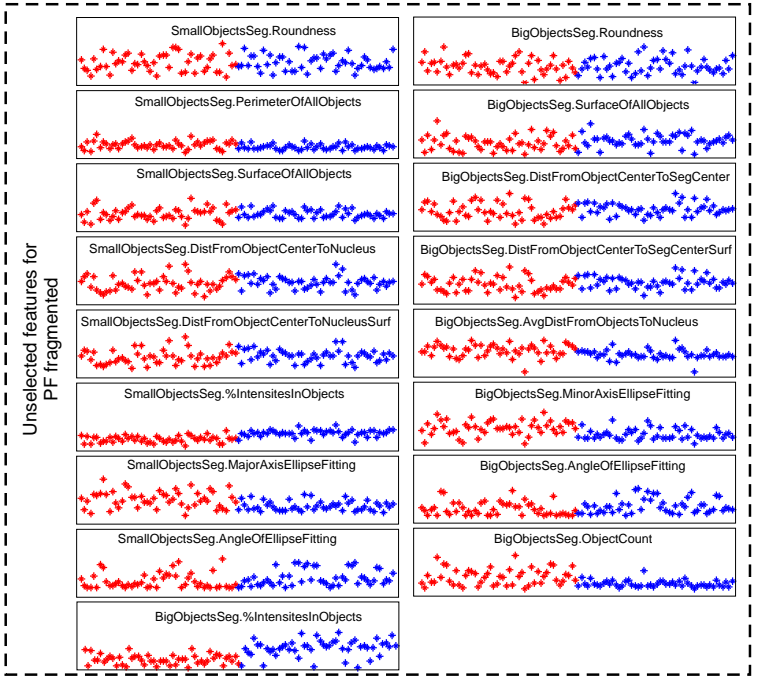 Unselected features for
PF fragmented
SmallObjectsSeg.Roundness
SmallObjectsSeg.PerimeterOfAllObjects
SmallObjectsSeg.SurfaceOfAllObjects
SmallObjectsSeg.DistFromObjectCenterToNucleus
SmallObjectsSeg.DistFromObjectCenterToNucleusSurf
SmallObjectsSeg.%IntensitesInObjects
SmallObjectsSeg.MajorAxisEllipseFitting
SmallObjectsSeg.AngleOfEllipseFitting
BigObjectsSeg.%IntensitesInObjects
BigObjectsSeg.Roundness
BigObjectsSeg.SurfaceOfAllObjects
BigObjectsSeg.DistFromObjectCenterToSegCenter
BigObjectsSeg.DistFromObjectCenterToSegCenterSurf
BigObjectsSeg.AvgDistFromObjectsToNucleus
BigObjectsSeg.MinorAxisEllipseFitting
BigObjectsSeg.AngleOfEllipseFitting
BigObjectsSeg.ObjectCount